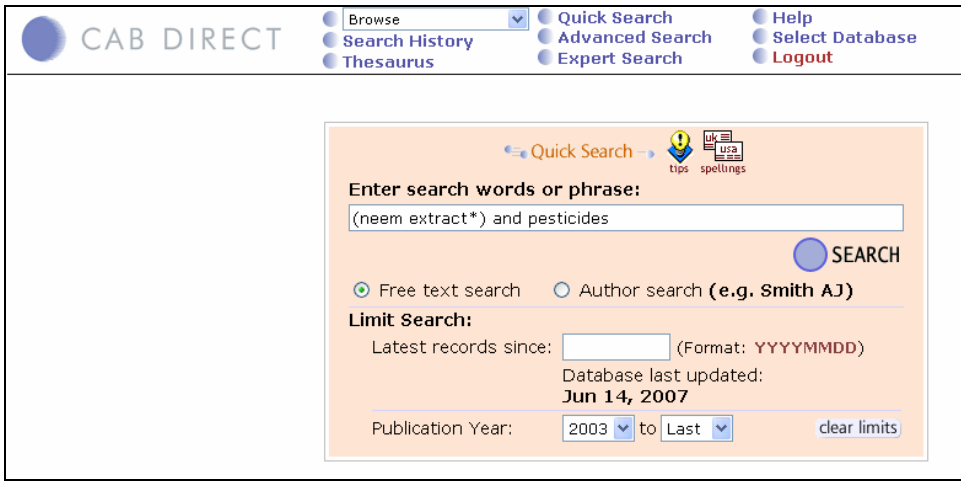 CAB DIRECT
Browse Quick Search Help
Search History Advanced Search Select Database
Thesaurus Expert Search Logout
Quick Search
uk
usa
tips spellings
Enter search words or phrase:
(neem extract*) and pesticides
SEARCH
Free text search Author search (e.g. Smith AJ)
Limit Search:
Latest records since: (Format: YYYYMMDD)
Database last updated:
Jun 14, 2007
Publication Year: 2003 to Last clear limits